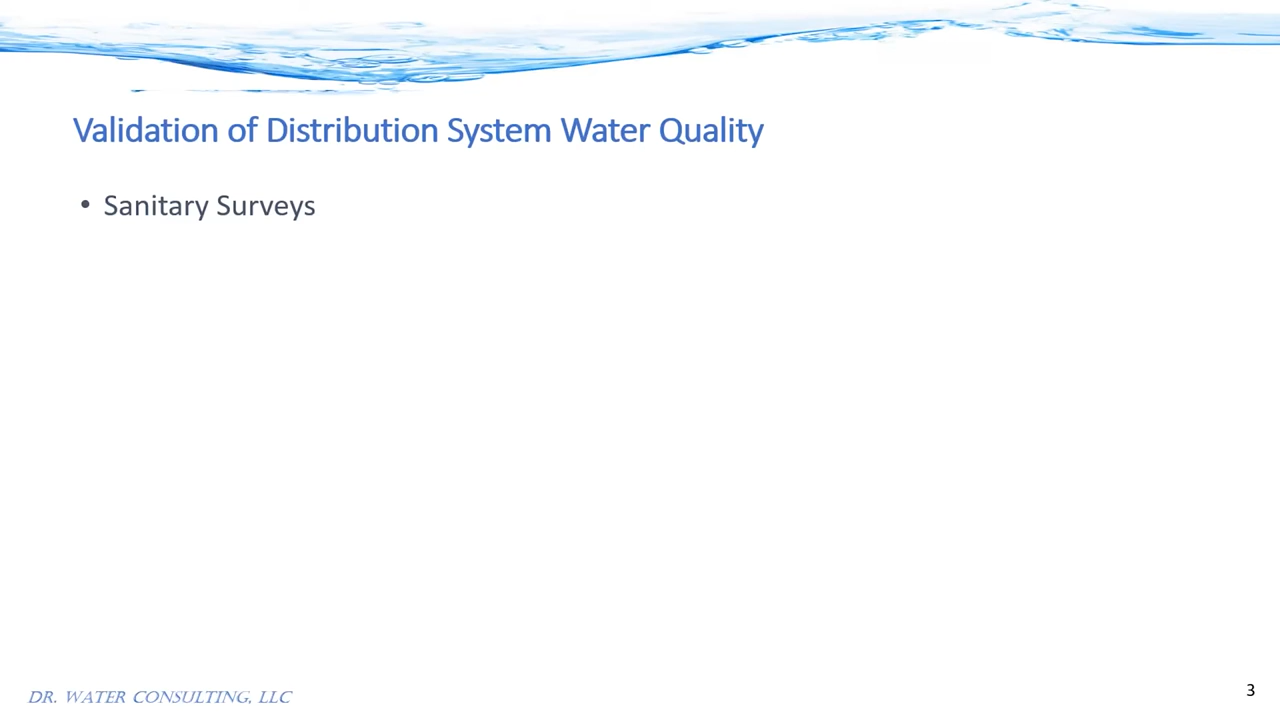 Validation of Distribution System Water Quality
• Sanitary Surveys
DR. WATER CONSULTING, LLC
3